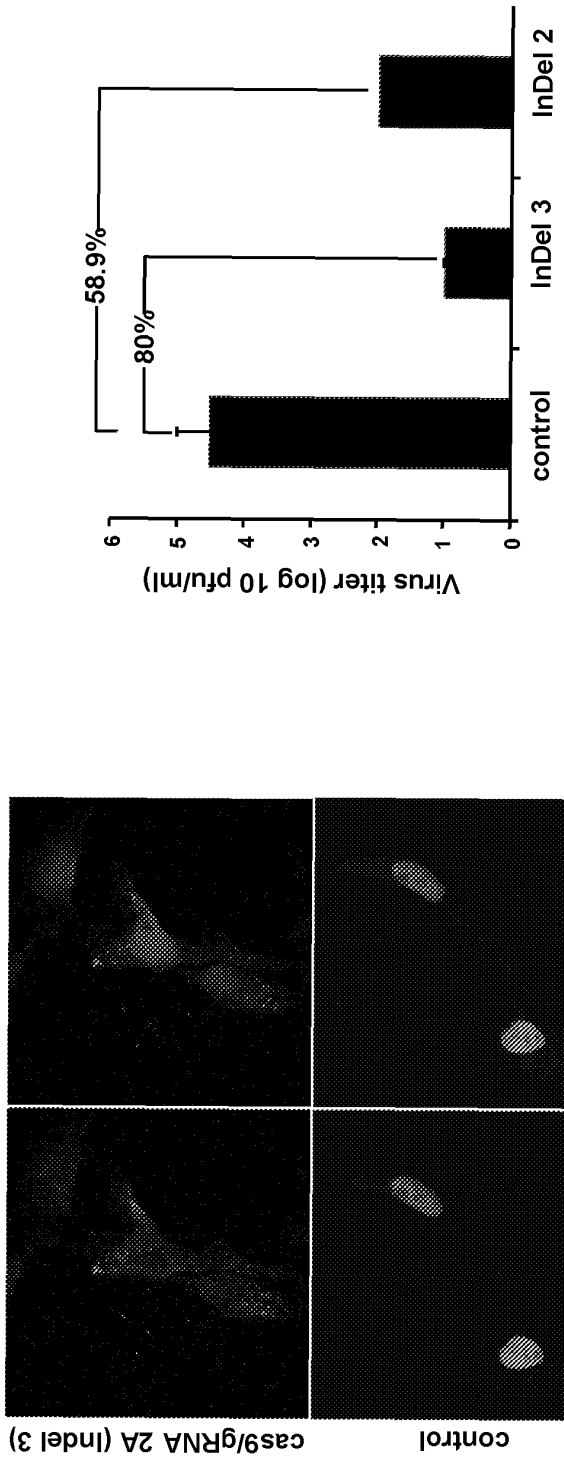 cas9/gRNA 2A (Indel 3)
control
Virus titer (log 10 pfu/ml)
6
5
4
3
2
1
0
58.9%
80%
control
InDel 3
InDel 2